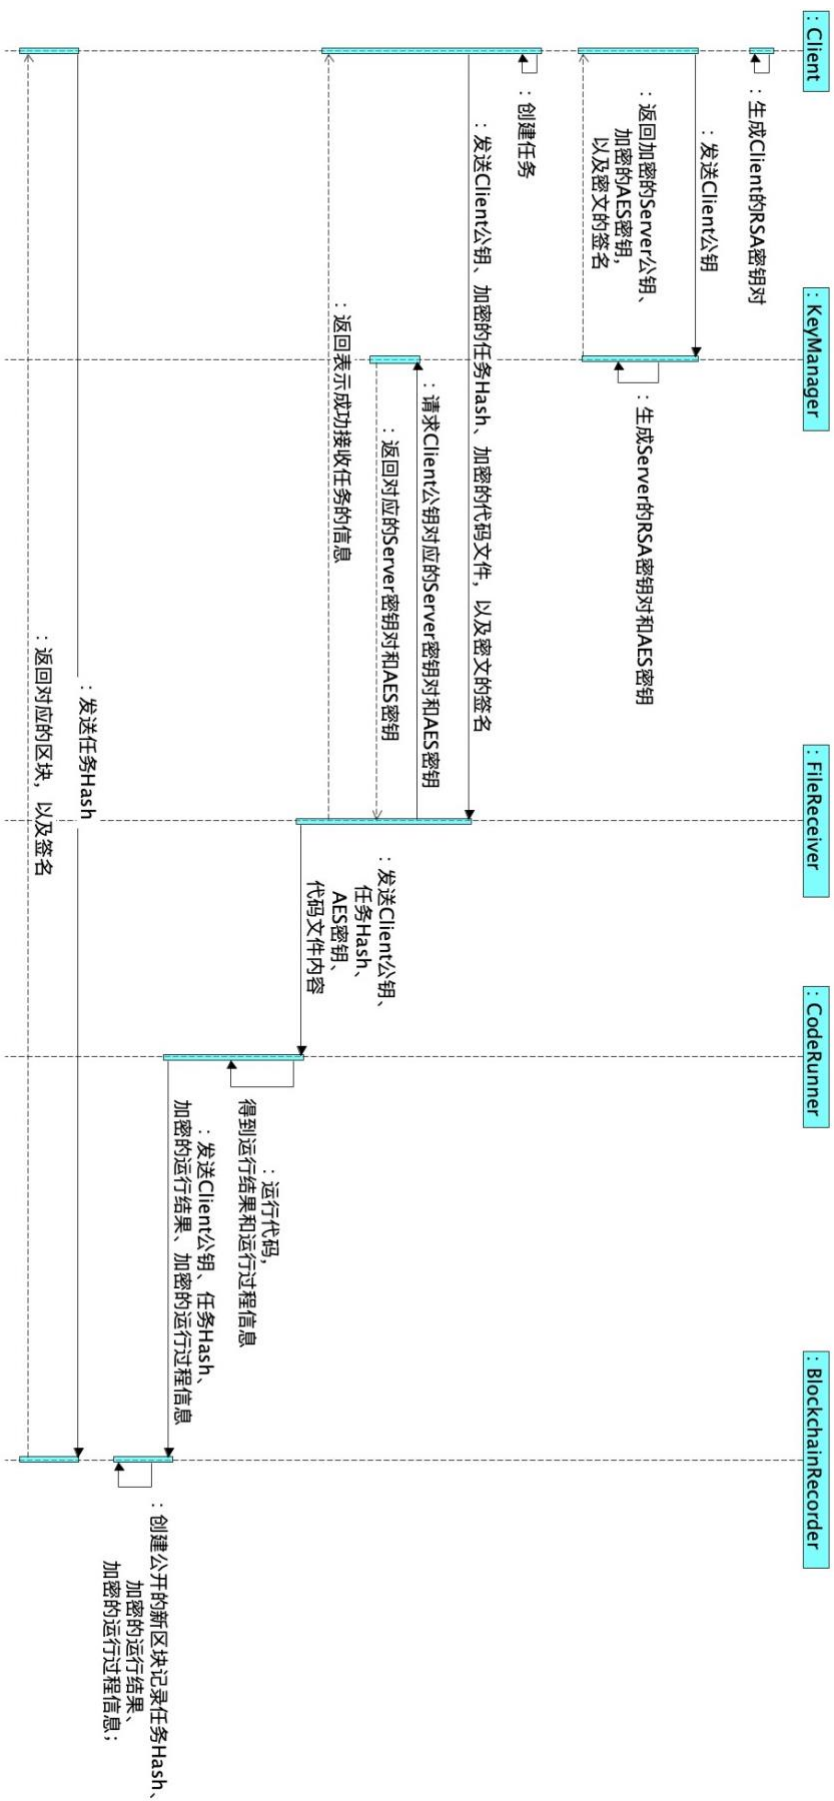 : Client
: KeyManager
: FileReceiver
: CodeRunner
: BlockchainRecorder
: 生成Client的RSA密钥对
: 发送Client公钥
: 生成Server的RSA密钥对和AES密钥
: 返回加密的Server公钥、
加密的AES密钥,
以及密文的签名
: 创建任务
: 发送Client公钥、加密的任务Hash、加密的代码文件，以及密文的签名
: 请求Client公钥对应的Server密钥对和AES密钥
: 返回对应的Server密钥对和AES密钥
: 返回表示成功接收任务的信息
: 发送Client公钥、
任务Hash、
AES密钥、
代码文件内容
: 运行代码,
得到运行结果和运行过程信息
: 发送Client公钥、任务Hash、
加密的运行结果、加密的运行过程信息
: 创建公开的新区块记录任务Hash、
加密的运行结果、
加密的运行过程信息;
: 发送任务Hash
: 返回对应的区块，以及签名